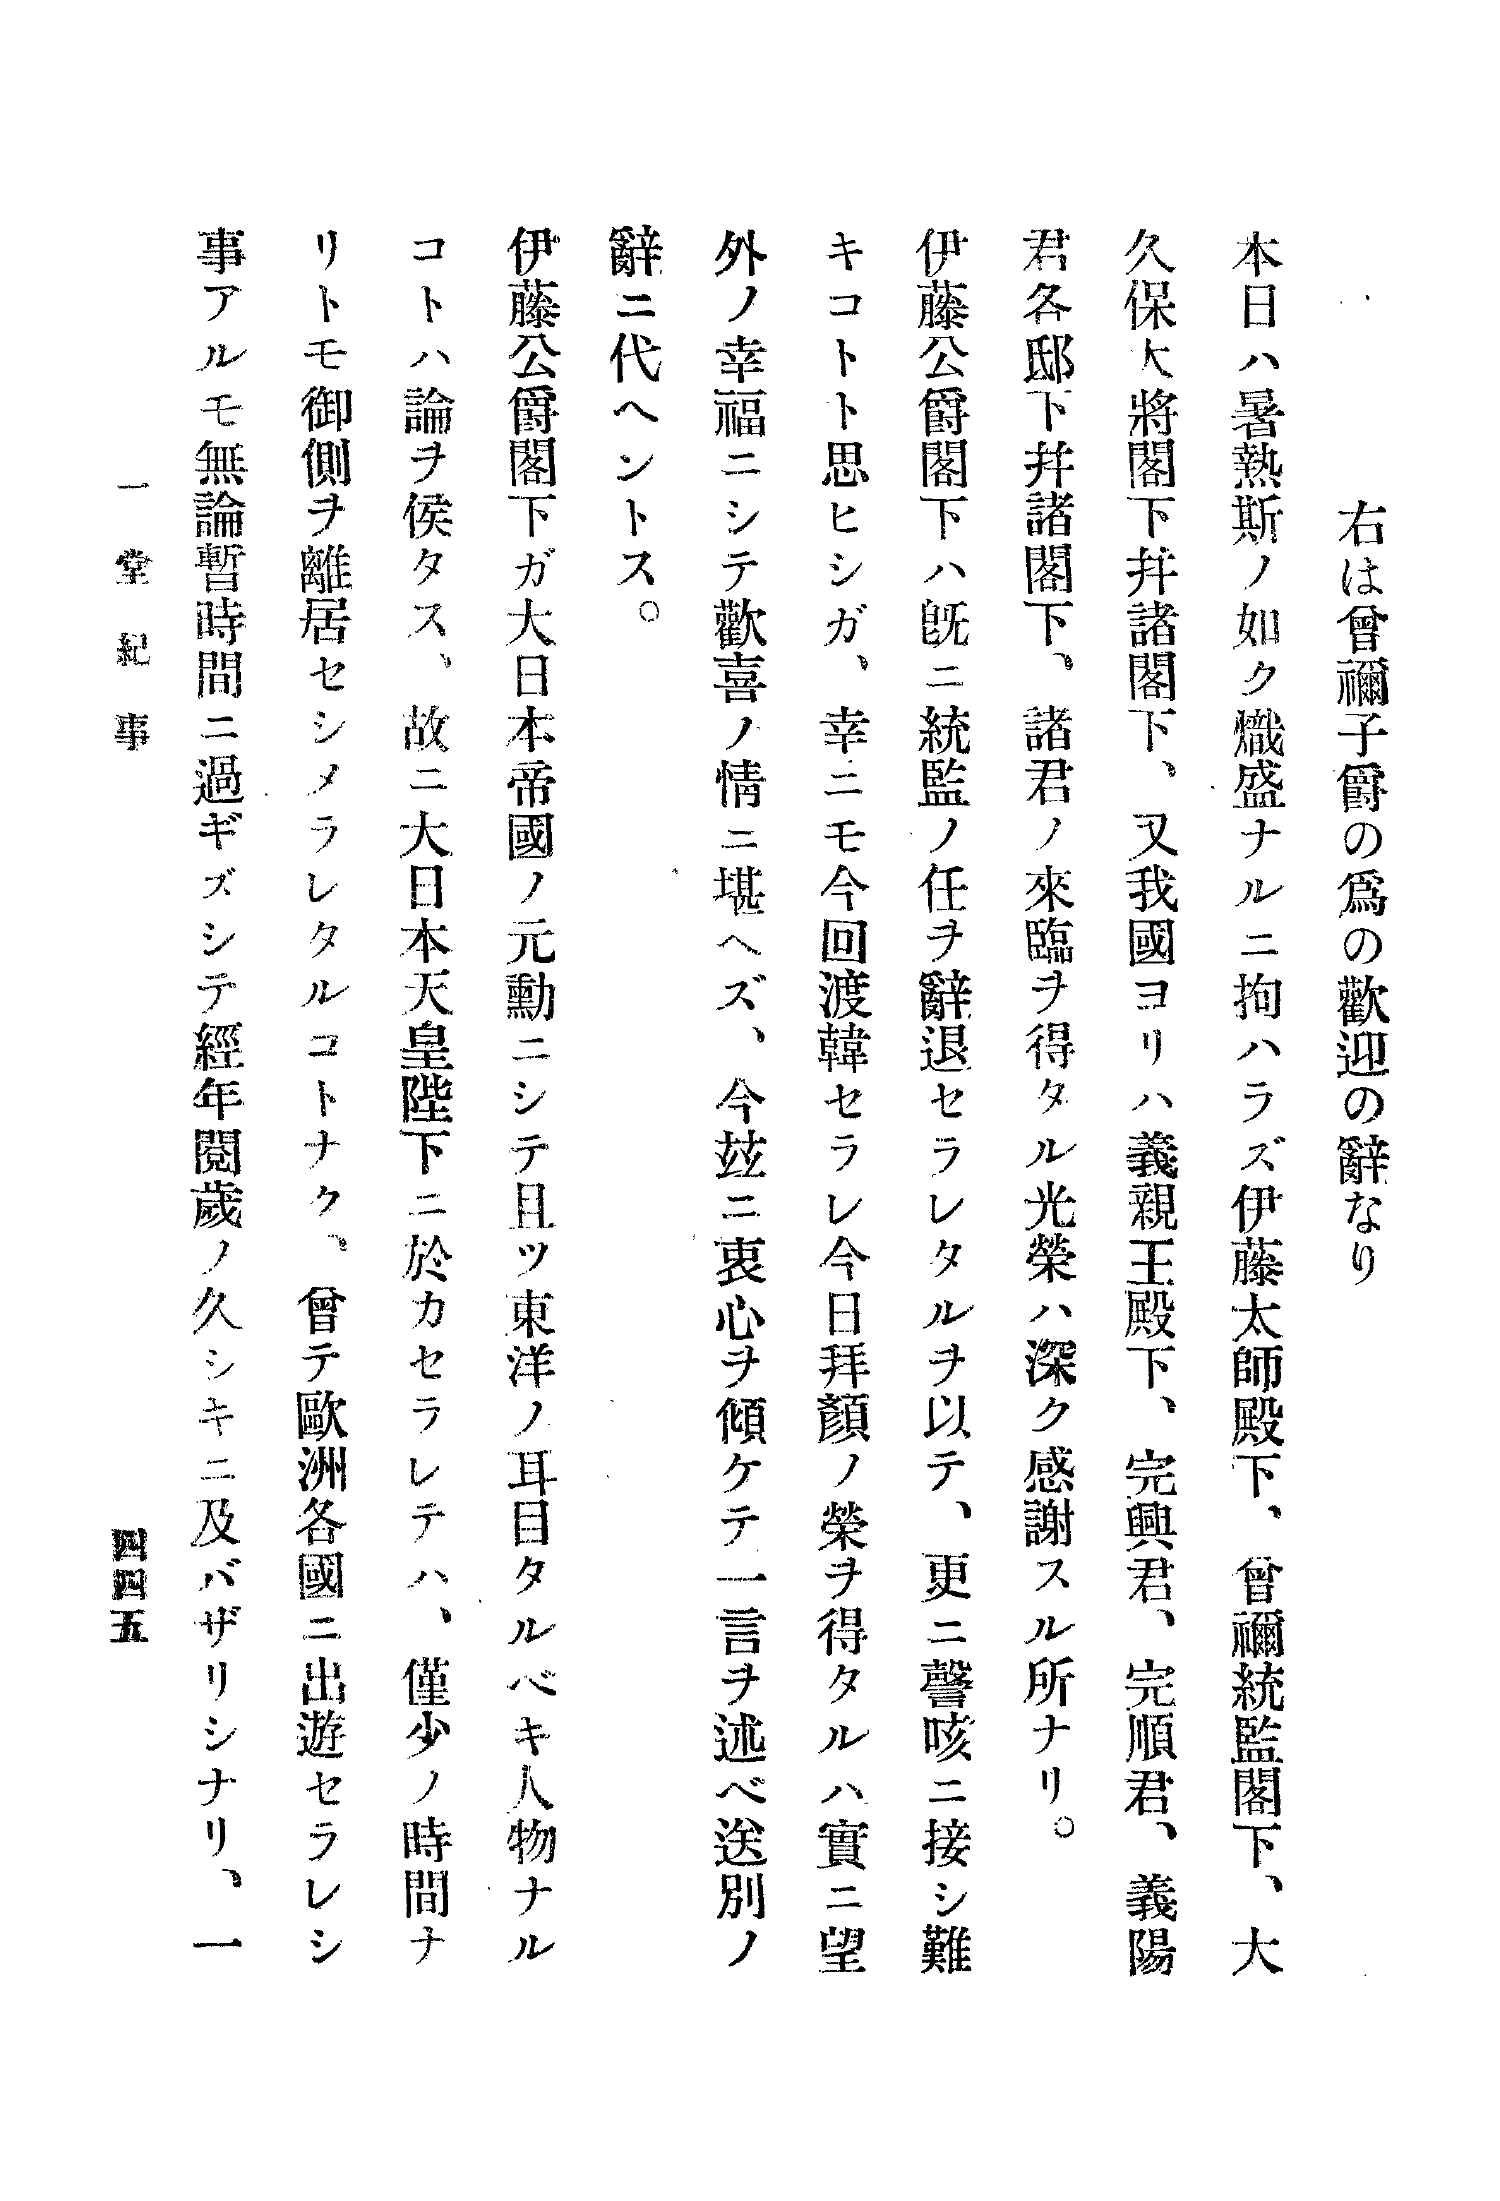 右は曾禰子爵の爲の歡迎の辭なり
本日ハ暑熱斯ノ如ク熾盛ナルニ拘ハラズ伊藤太師殿下、曾禰統監閣下、大
久保大將閣下幷諸閣下、又我國ヨリハ義親王殿下、完興君、完順君、義陽
君各邸下幷諸閣下、諸君ノ來臨ヲ得タル光榮ハ深ク感謝スル所ナリ。
伊藤公爵閣下ハ旣ニ統監ノ任ヲ辭退セラレタルヲ以テ、更ニ謦咳ニ接シ難
キコトト思ヒシガ、幸ニモ今回渡韓セラレ今日拜顏ノ榮ヲ得タルハ實ニ望
外ノ幸福ニシテ歡喜ノ情ニ堪ヘズ、今玆ニ衷心ヲ傾ケテ一言ヲ述ベ送別ノ
辭ニ代ヘントス。
伊藤公爵閣下ガ大日本帝國ノ元勳ニシテ且ツ東洋ノ耳目タルベキ人物ナル
コトハ論ヲ俟タス、故ニ大日本天皇陛下ニ於カセラレテハ、僅少ノ時間ナ
リトモ御側ヲ離居セシメラレタルコトナク、曾テ歐洲各國ニ出遊セラレシ
事アルモ無論暫時間ニ過ギズシテ經年閱歲ノ久シキニ及バザリシナリ、一
一堂紀事
四四五